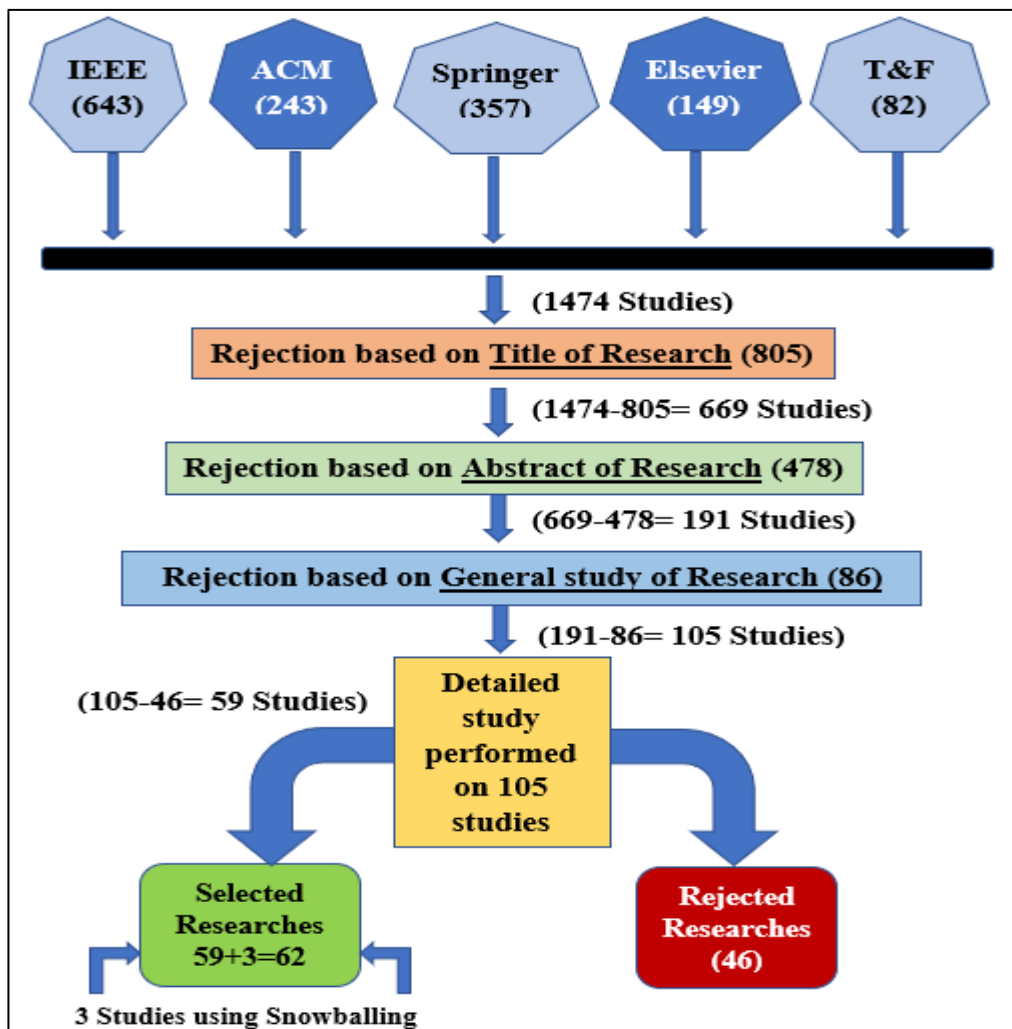 IEEE
(643)
ACM
(243)
Springer
(357)
Elsevier
(149)
T&F
(82)
(1474 Studies)
Rejection based on Title of Research (805)
(1474-805= 669 Studies)
Rejection based on Abstract of Research (478)
(669-478= 191 Studies)
Rejection based on General study of Research (86)
(191-86= 105 Studies)
(105-46= 59 Studies)
Detailed
study
performed
on 105
studies
Selected
Researches
59+3=62
Rejected
Researches
(46)
3 Studies using Snowballing